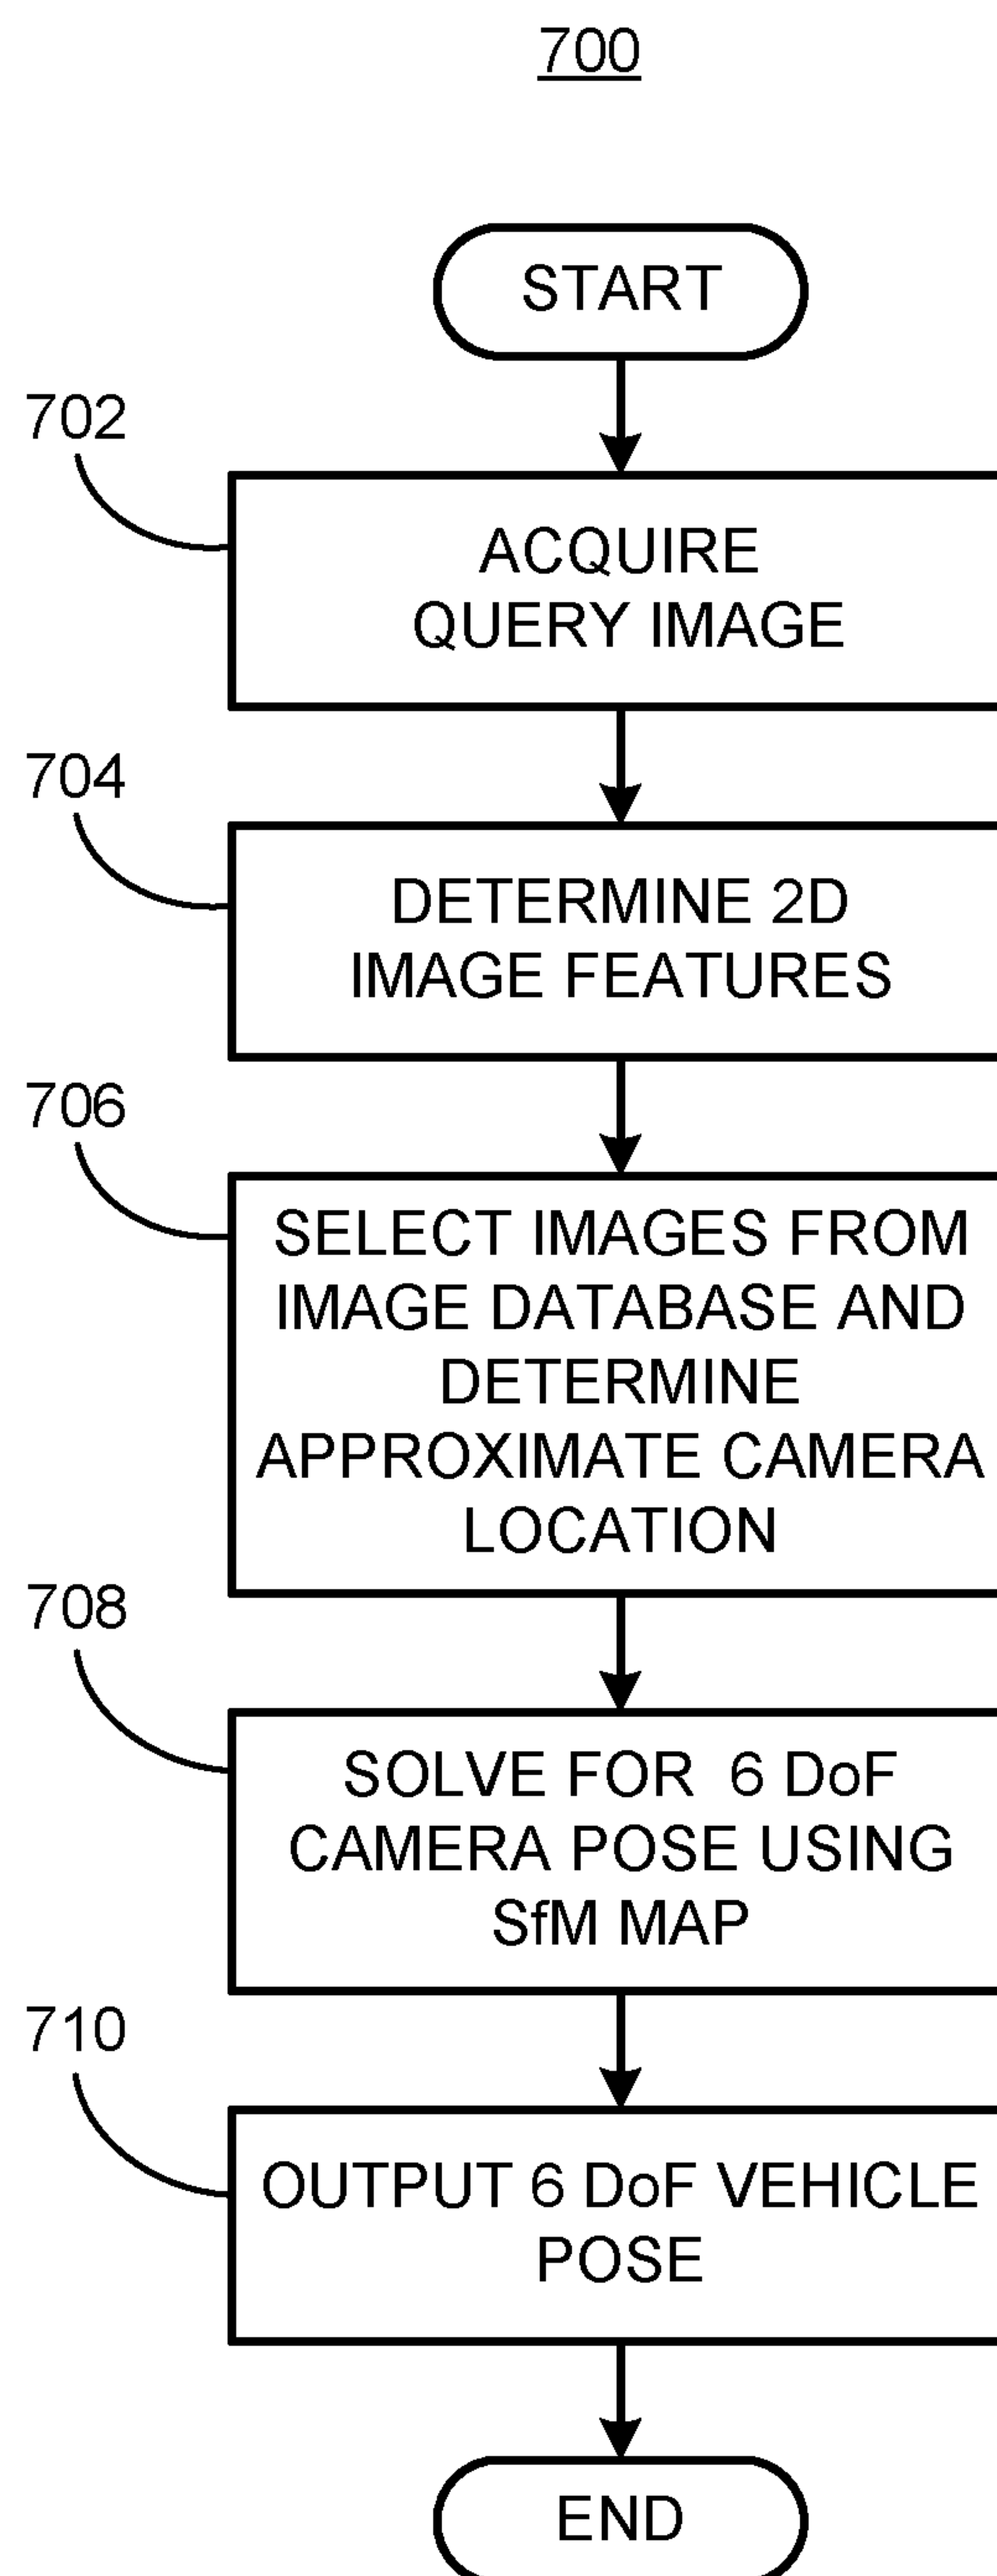 700
START
702
ACQUIRE
QUERY IMAGE
704
DETERMINE 2D
IMAGE FEATURES
706
SELECT IMAGES FROM
IMAGE DATABASE AND
DETERMINE
APPROXIMATE CAMERA
LOCATION
708
SOLVE FOR 6 DoF
CAMERA POSE USING
SfM MAP
710
OUTPUT 6 DoF VEHICLE
POSE
END